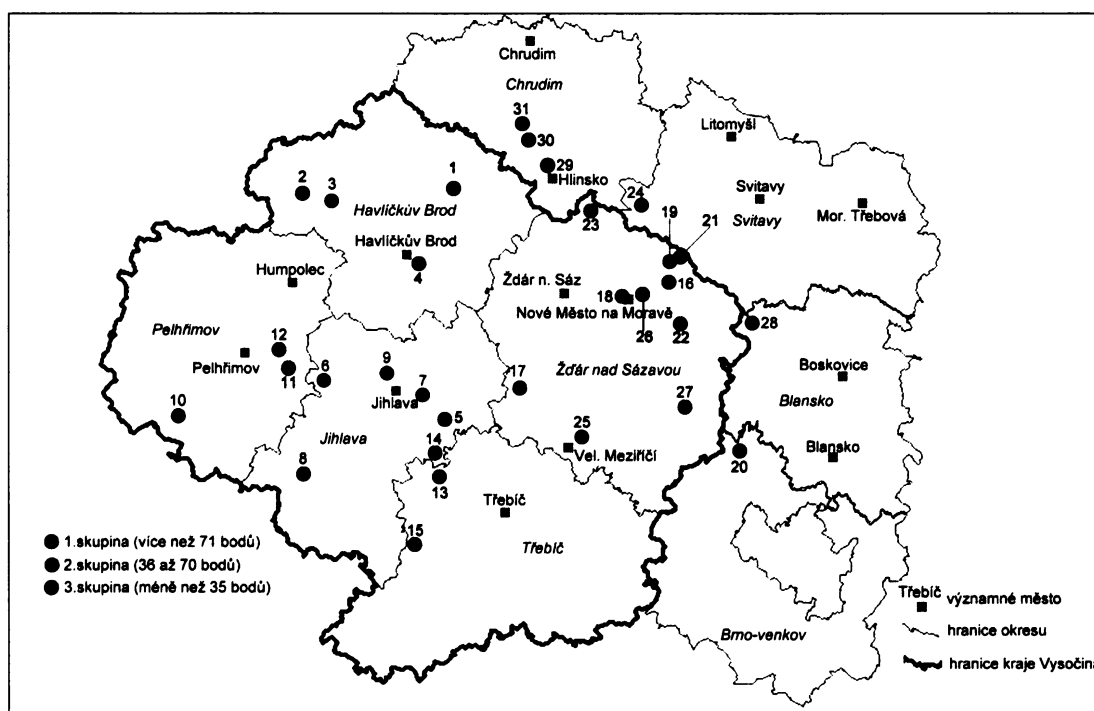 Chrudim
Chrudim
31
30
29
Hlinsko
Litomyšl
Svitavy
Svitavy
Mor. Třebová
1
2
3
Havlíčkův Brod
Havlíčkův Brod
4
24
23
19
21
Humpolec
Žďár n. Sáz
16
18
Nové Město na Moravě
26
22
28
Pelhřimov
Pelhřimov
12
11
10
6
9
Jihlava
7
5
Jihlava
8
14
13
15
17
Žďár nad Sázavou
27
25
Vel. Meziříčí
20
Boskovice
Blansko
Blansko
Třebíč
Třebíč
Brno-venkov
1.skupina (více než 71 bodů)
2.skupina (36 až 70 bodů)
3.skupina (méně než 35 bodů)
Třebíč
významné město
hranice okresu
hranice kraje Vysočina